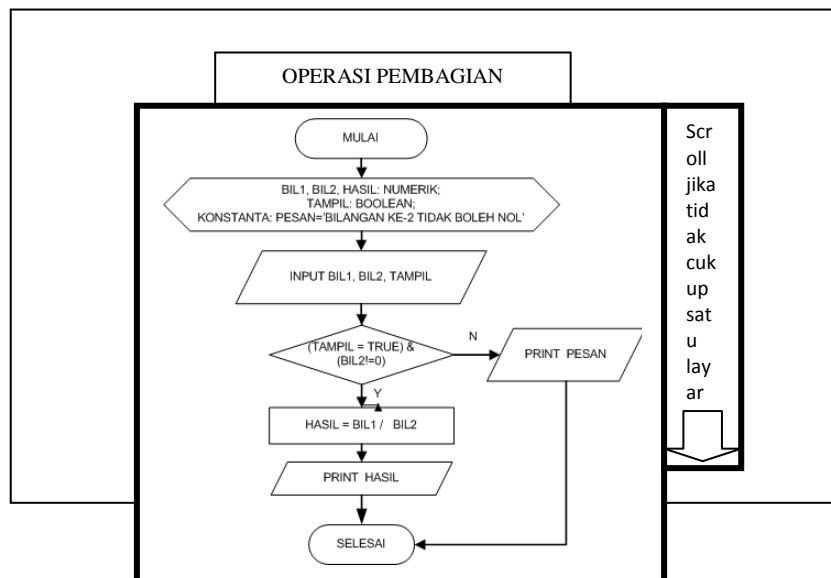 OPERASI PEMBAGIAN
MULAI
BIL1, BIL2, HASIL: NUMERIK;
TAMPIL: BOOLEAN;
KONSTANTA: PESAN='BILANGAN KE-2 TIDAK BOLEH NOL'
INPUT BIL1, BIL2, TAMPIL
(TAMPIL = TRUE) &
(BIL2!=0)
N
PRINT PESAN
Y
HASIL = BIL1 / BIL2
PRINT HASIL
SELESAI
Scr
oll
jika
tid
ak
cuk
up
sat
u
lay
ar